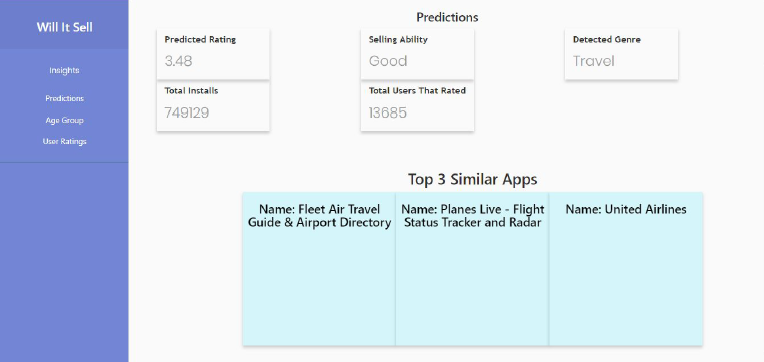 Will It Sell
Insights
Predictions
Age Group
User Ratings
Predictions
Predicted Rating
3.48
Selling Ability
Good
Detected Genre
Travel
Total Installs
749129
Total Users That Rated
13685
Top 3 Similar Apps
Name: Fleet Air Travel
Guide & Airport Directory
Name: Planes Live - Flight
Status Tracker and Radar
Name: United Airlines